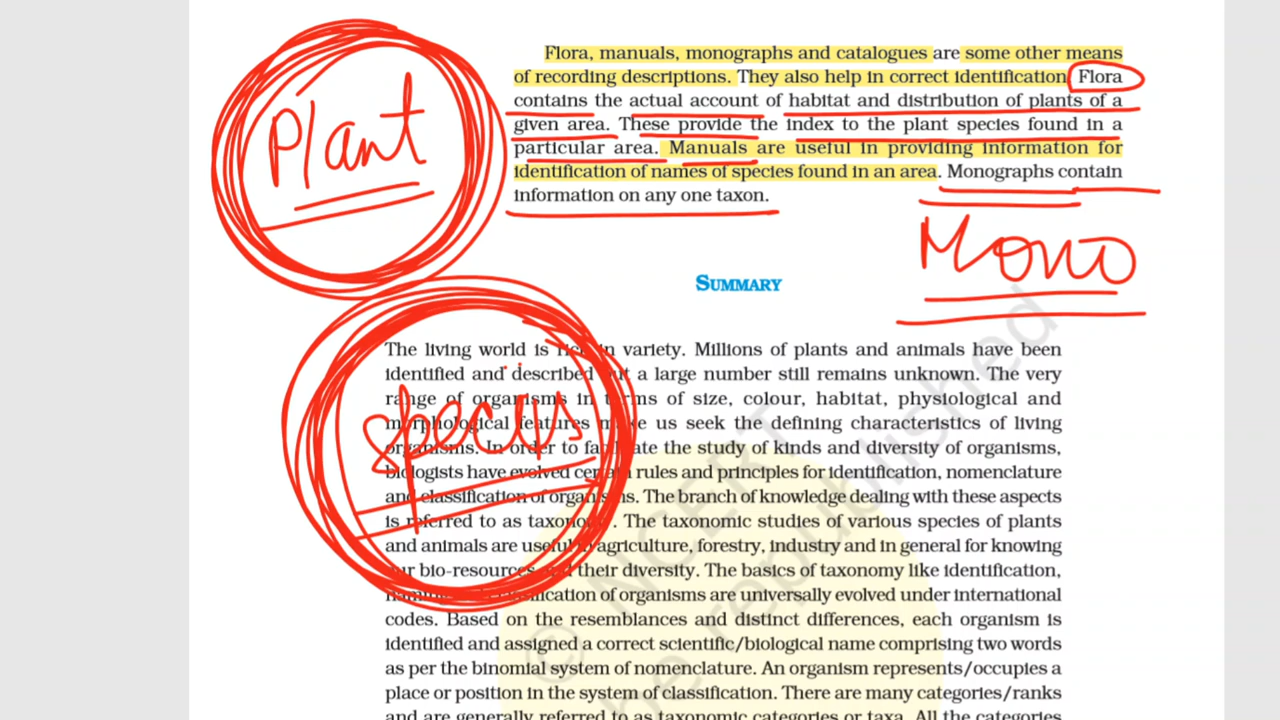 Plant
Flora, manuals, monographs and catalogues are some other means
of recording descriptions. They also help in correct identification. Flora
contains the actual account of habitat and distribution of plants of a
given area. These provide the index to the plant species found in a
particular area. Manuals are useful in providing information for
identification of names of species found in an area. Monographs contain
information on any one taxon.
Mono
SUMMARY
The living world is rich in variety. Millions of plants and animals have been
identified and described but a large number still remains unknown. The very
range of organisms in terms of size, colour, habitat, physiological and
morphological features make us seek the defining characteristics of living
organisms. In order to facilitate the study of kinds and diversity of organisms,
biologists have evolved certain rules and principles for identification, nomenclature
and classification of organisms. The branch of knowledge dealing with these aspects
is referred to as taxonomy. The taxonomic studies of various species of plants
and animals are useful in agriculture, forestry, industry and in general for knowing
our bio-resources and their diversity. The basics of taxonomy like identification,
naming and classification of organisms are universally evolved under international
codes. Based on the resemblances and distinct differences, each organism is
identified and assigned a correct scientific/biological name comprising two words
as per the binomial system of nomenclature. An organism represents/occupies a
place or position in the system of classification. There are many categories/ranks
and are generally referred to as taxonomic categories or taxa. All the categories
species
© NCERT
be republished